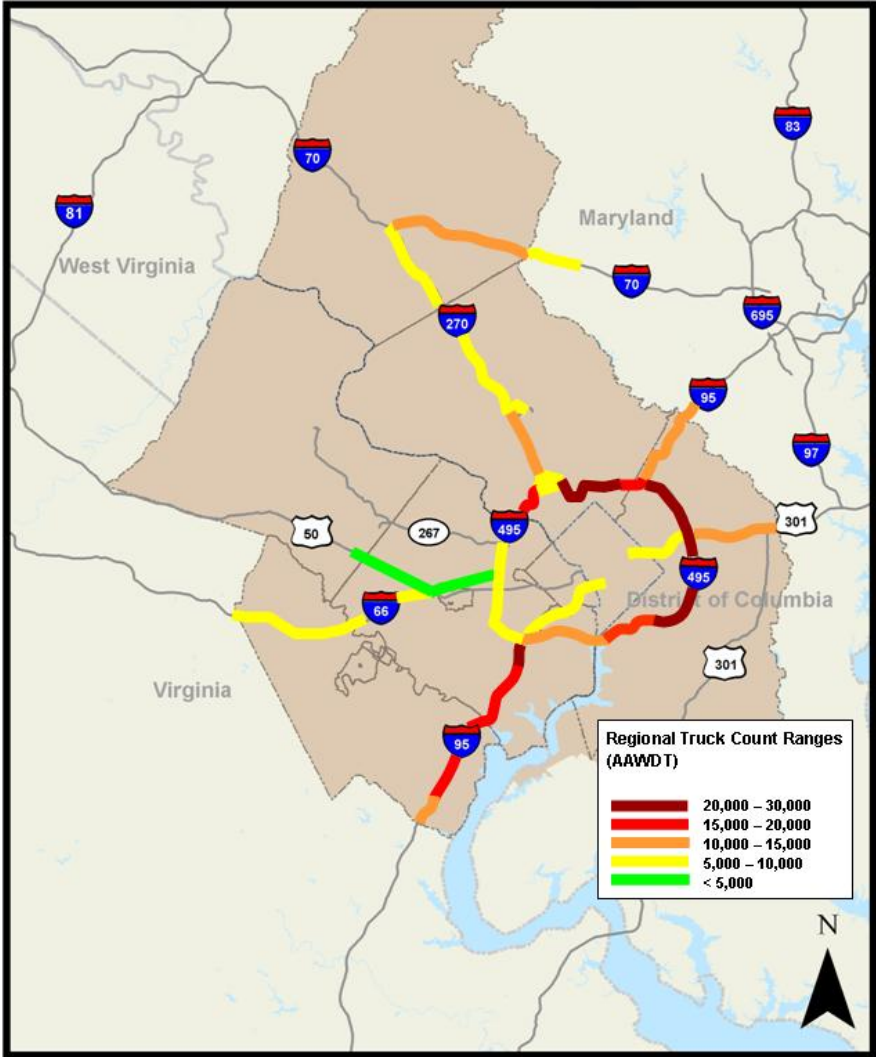 83
70
81
Maryland
West Virginia
70
270
695
95
97
301
50
267
495
495
66
District of Columbia
301
Virginia
95
Regional Truck Count Ranges
(AAWDT)
20,000 – 30,000
15,000 – 20,000
10,000 – 15,000
5,000 – 10,000
< 5,000
N